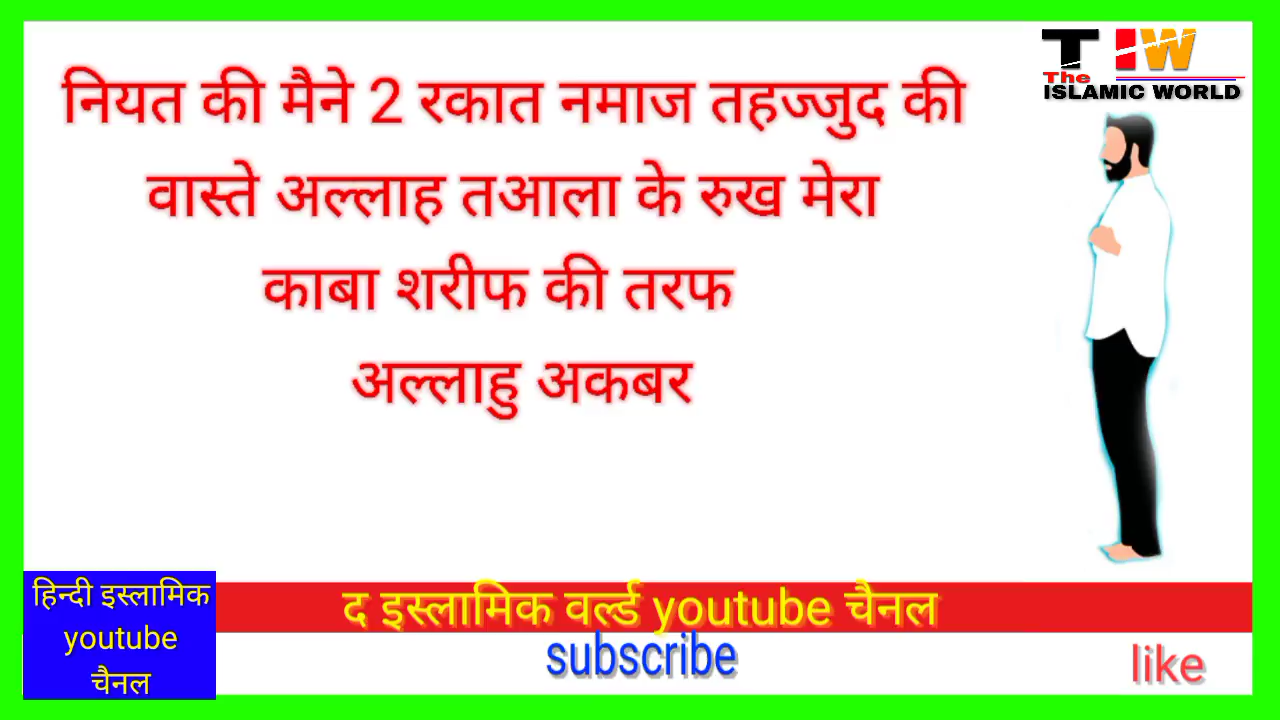 TIW
The
ISLAMIC WORLD
नियत की मैने 2 रकात नमाज तहज्जुद की
वास्ते अल्लाह तआला के रुख मेरा
काबा शरीफ की तरफ
अल्लाहु अकबर
हिन्दी इस्लामिक
youtube
चैनल
द इस्लामिक वर्ल्ड youtube चैनल
subscribe
like